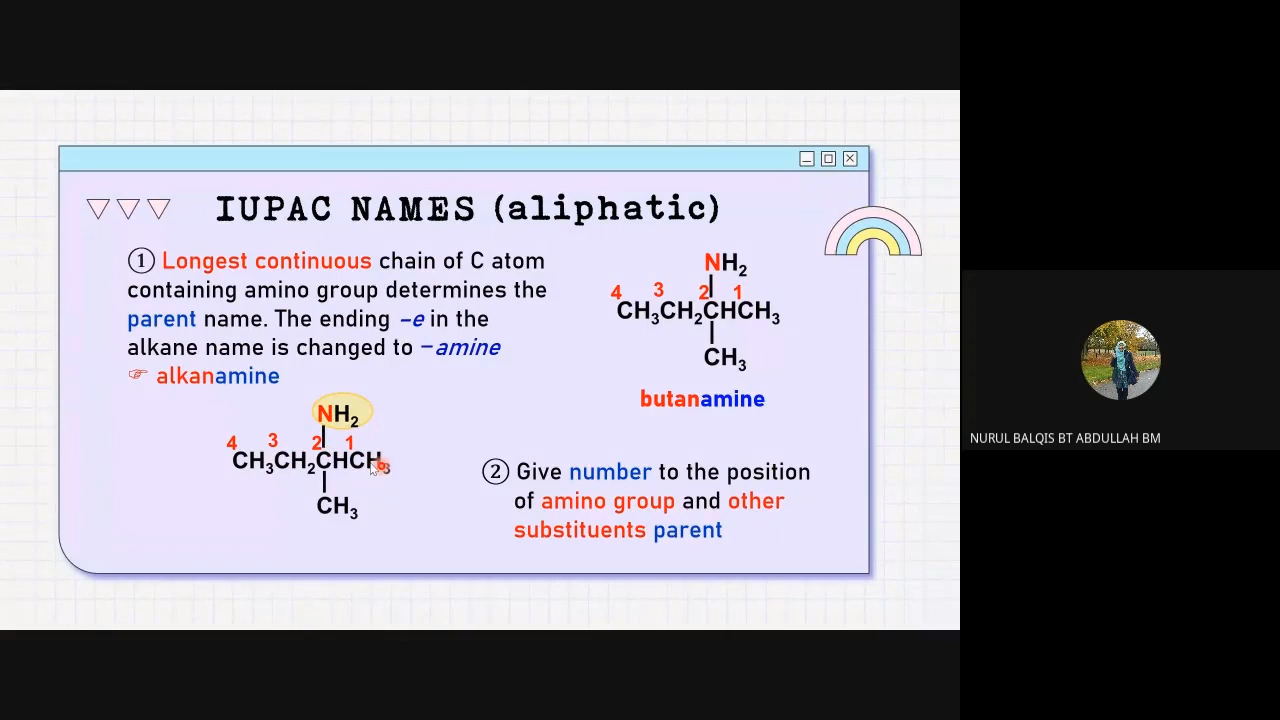 IUPAC NAMES (aliphatic)
① Longest continuous chain of C atom
containing amino group determines the
parent name. The ending –e in the
alkane name is changed to –amine
☞ alkanamine
NH₂
4 3 2 1
CH₃CH₂CHCH₃
CH₃
NH₂
4 3 2 1
CH₃CH₂CHCH₃
CH₃
butanamine
② Give number to the position
of amino group and other
substituents parent
NURUL BALQIS BT ABDULLAH BM